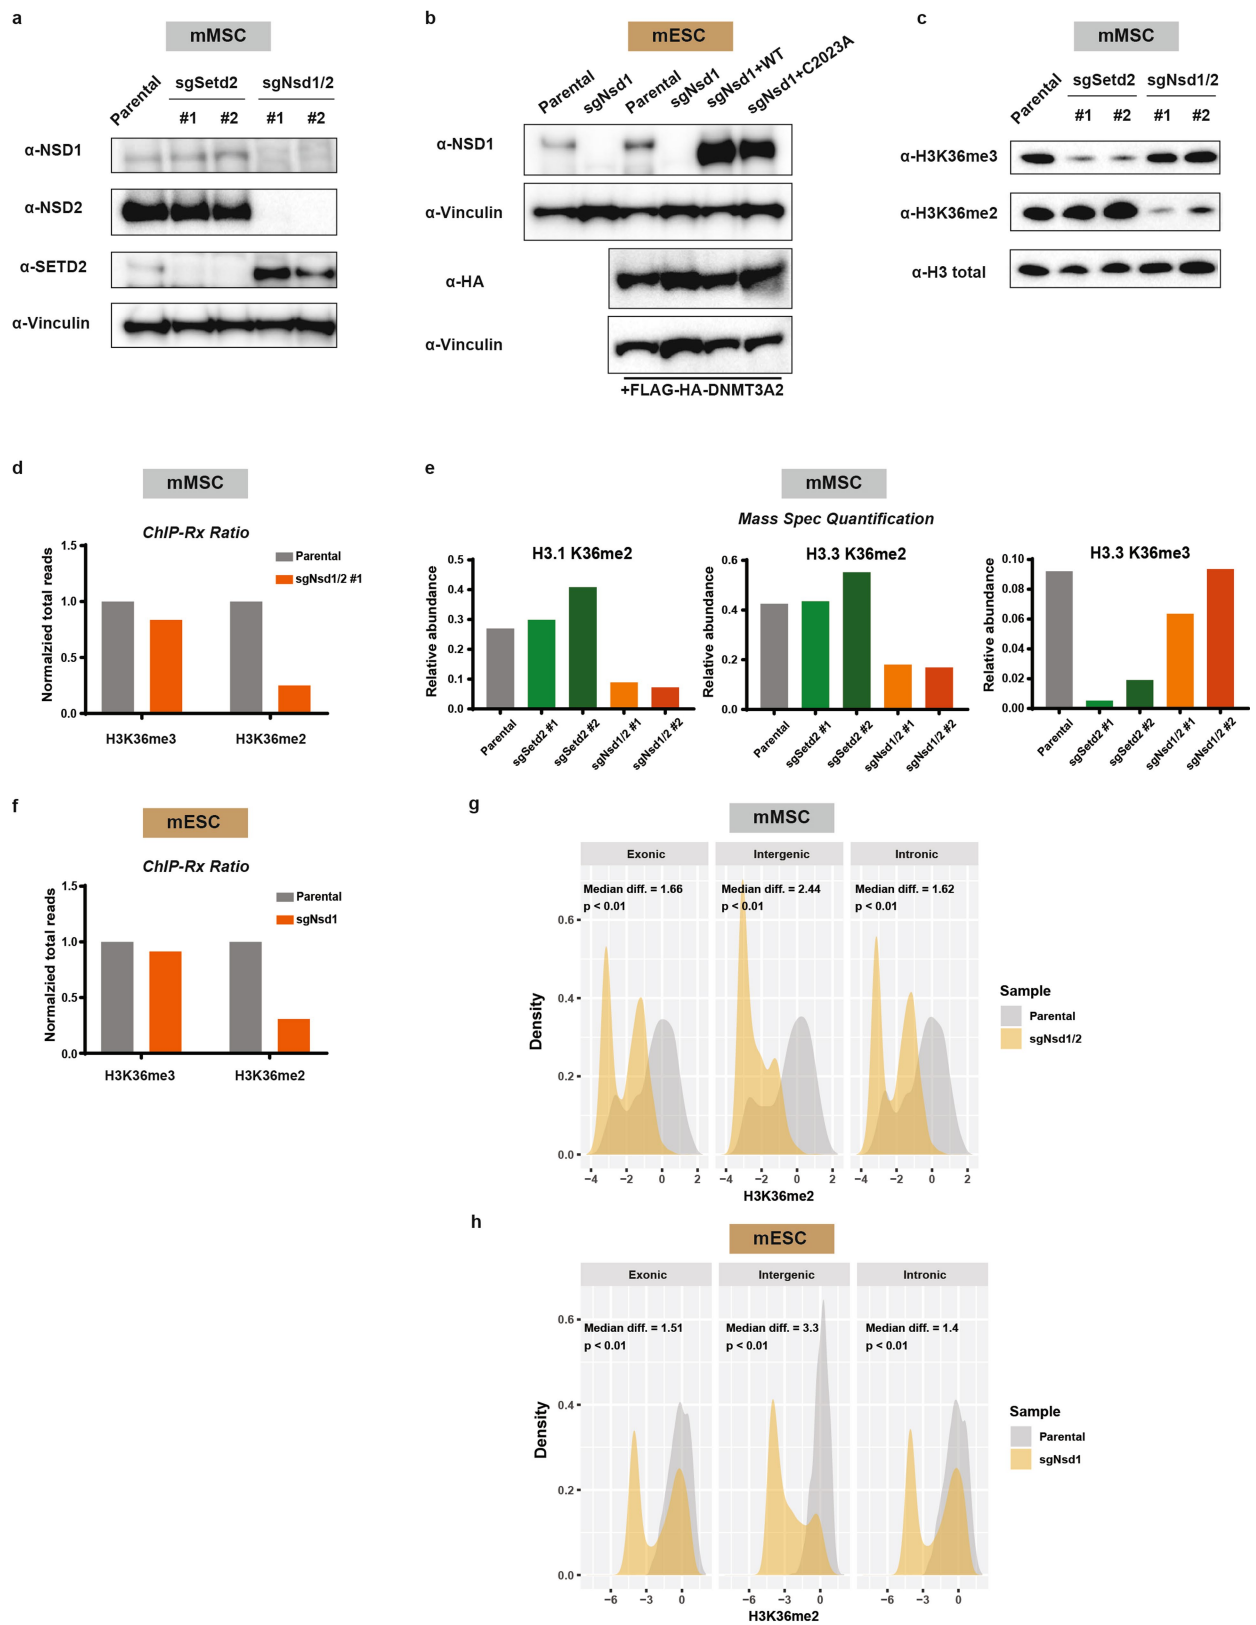 a
mMSC
Parental
sgSetd2
sgNsd1/2
#1
#2
#1
#2
α-NSD1
α-NSD2
α-SETD2
α-Vinculin
b
mESC
Parental
sgNsd1
Parental
sgNsd1
sgNsd1+WT
sgNsd1+C2023A
α-NSD1
α-Vinculin
α-HA
α-Vinculin
+FLAG-HA-DNMT3A2
c
mMSC
Parental
sgSetd2
sgNsd1/2
#1
#2
#1
#2
α-H3K36me3
α-H3K36me2
α-H3 total
d
mMSC
ChIP-Rx Ratio
Normalzied total reads
1.5
1.0
0.5
0.0
Parental
sgNsd1/2 #1
H3K36me3
H3K36me2
e
mMSC
Mass Spec Quantification
H3.1 K36me2
Relative abundance
0.5
0.4
0.3
0.2
0.1
0.0
Parental
sgSetd2 #1
sgSetd2 #2
sgNsd1/2 #1
sgNsd1/2 #2
H3.3 K36me2
Relative abundance
0.6
0.4
0.2
0.0
Parental
sgSetd2 #1
sgSetd2 #2
sgNsd1/2 #1
sgNsd1/2 #2
H3.3 K36me3
Relative abundance
0.10
0.08
0.06
0.04
0.02
0.00
Parental
sgSetd2 #1
sgSetd2 #2
sgNsd1/2 #1
sgNsd1/2 #2
f
mESC
ChIP-Rx Ratio
Normalzied total reads
1.5
1.0
0.5
0.0
Parental
sgNsd1
H3K36me3
H3K36me2
g
mMSC
Exonic
Intergenic
Intronic
Median diff. = 1.66
p < 0.01
Median diff. = 2.44
p < 0.01
Median diff. = 1.62
p < 0.01
Density
0.6
0.4
0.2
0.0
−4 −2 0 2
−4 −2 0 2
−4 −2 0 2
H3K36me2
Sample
Parental
sgNsd1/2
h
mESC
Exonic
Intergenic
Intronic
Median diff. = 1.51
p < 0.01
Median diff. = 3.3
p < 0.01
Median diff. = 1.4
p < 0.01
Density
0.6
0.4
0.2
0.0
−6 −3 0
−6 −3 0
−6 −3 0
H3K36me2
Sample
Parental
sgNsd1